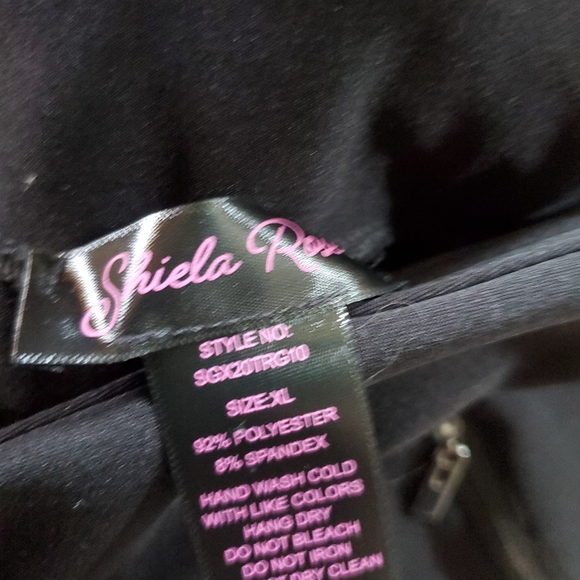 Shiela Rose
STYLE NO:
SGX20TRG10
SIZE:XL
92% POLYESTER
8% SPANDEX
HAND WASH COLD
WITH LIKE COLORS
HANG DRY
DO NOT BLEACH
DO NOT IRON
DRY CLEAN